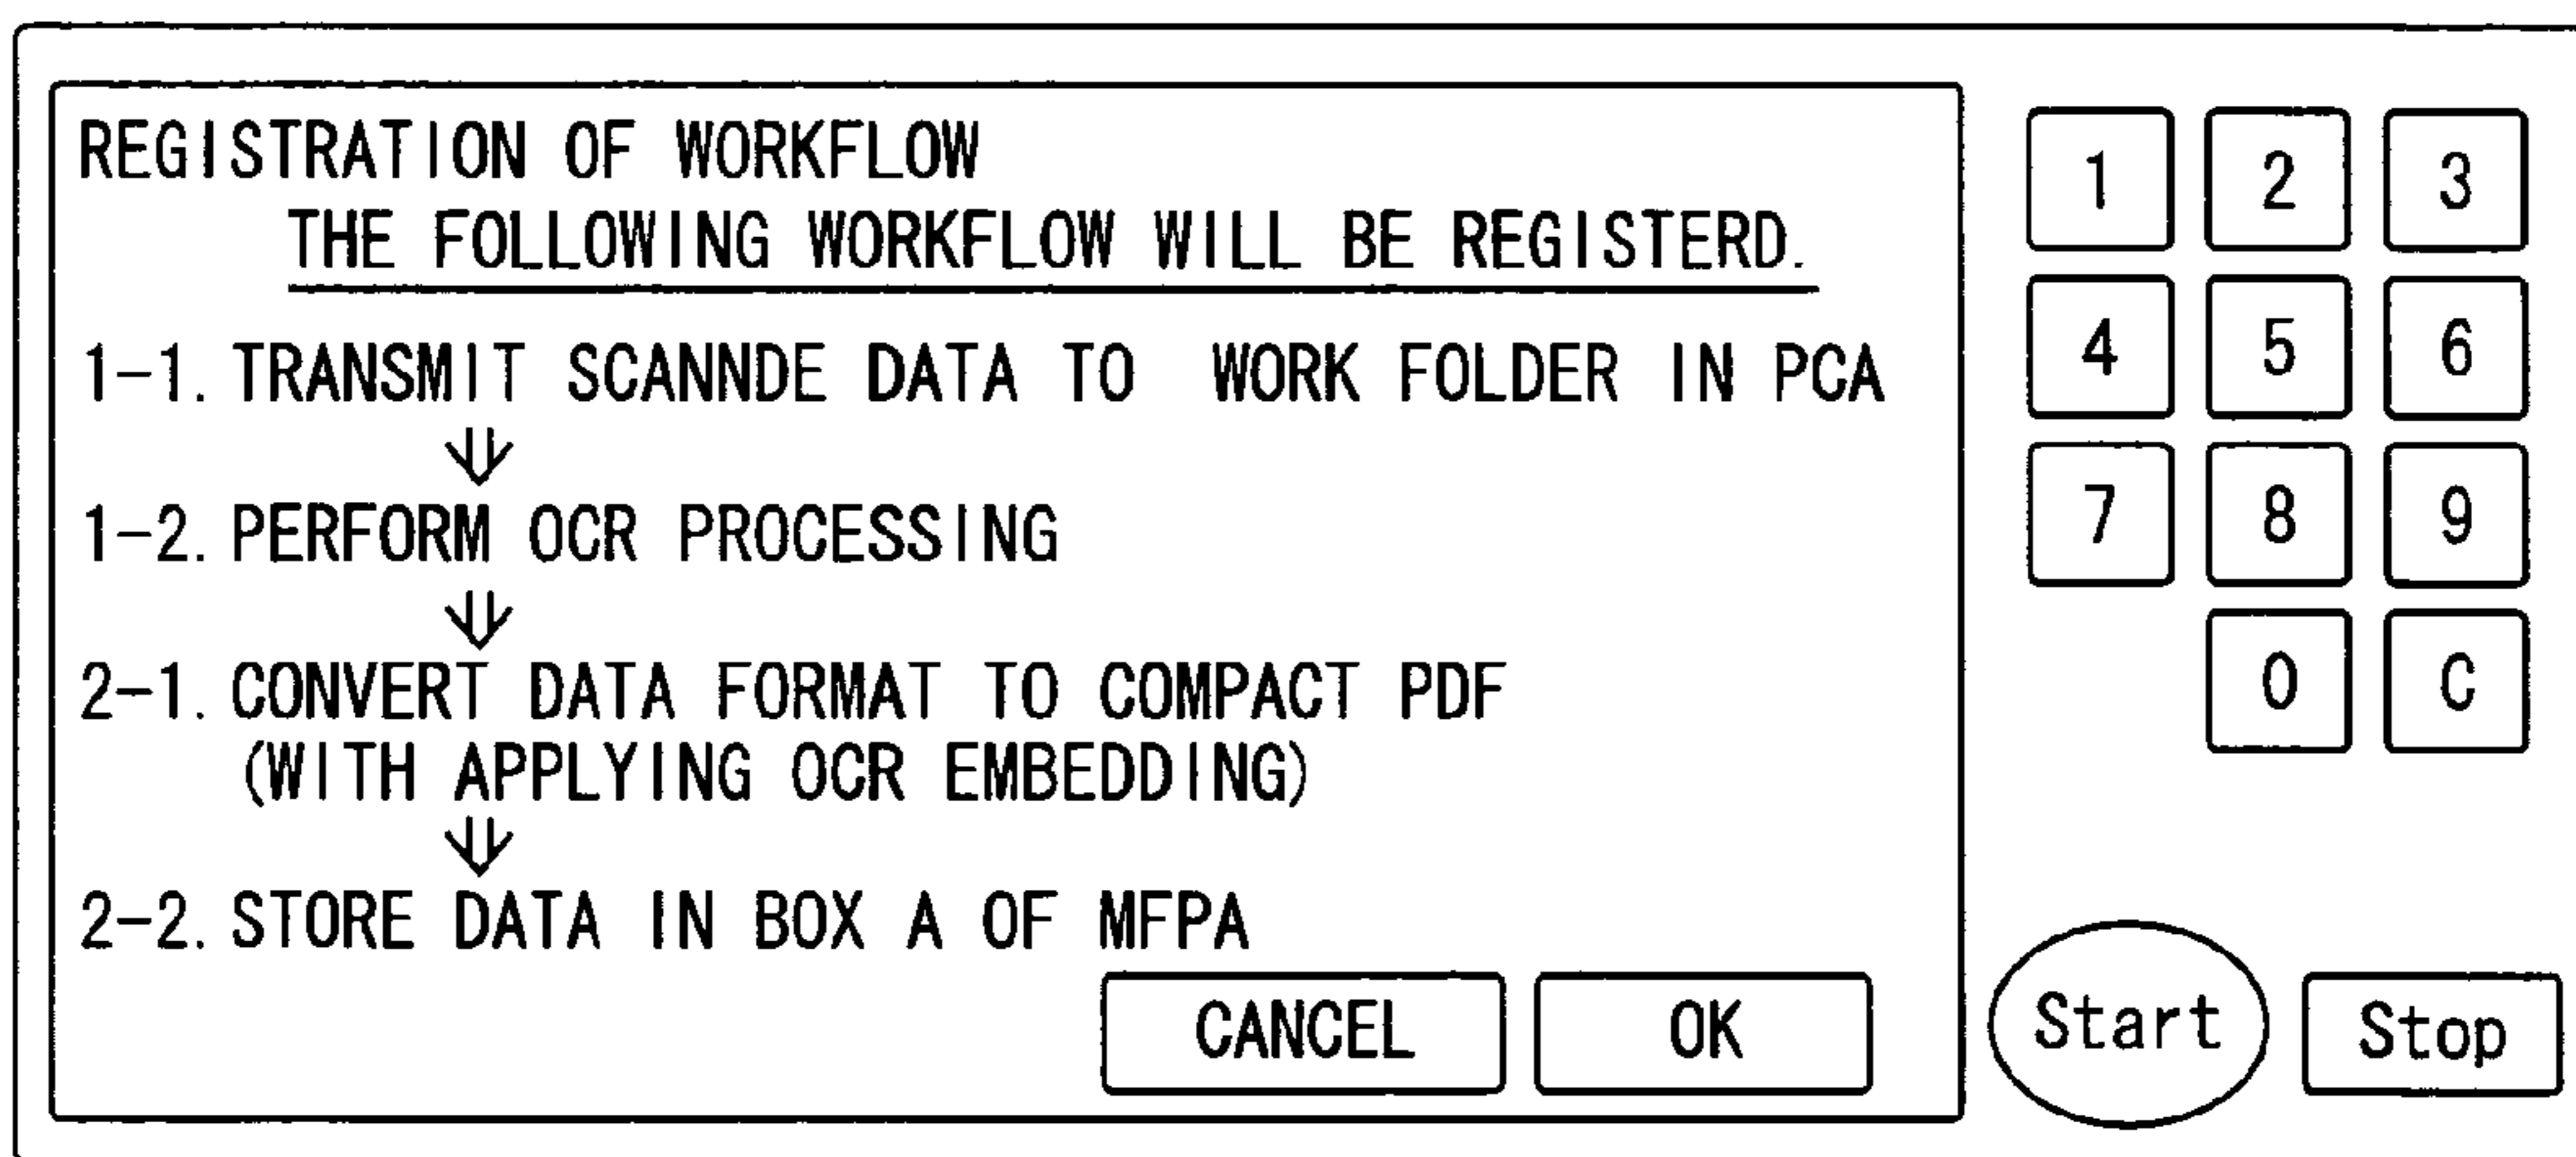 REGISTRATION OF WORKFLOW
THE FOLLOWING WORKFLOW WILL BE REGISTERD.
1-1. TRANSMIT SCANNDE DATA TO WORK FOLDER IN PCA
1-2. PERFORM OCR PROCESSING
2-1. CONVERT DATA FORMAT TO COMPACT PDF
(WITH APPLYING OCR EMBEDDING)
2-2. STORE DATA IN BOX A OF MFPA
CANCEL OK
1 2 3
4 5 6
7 8 9
0 C
Start Stop